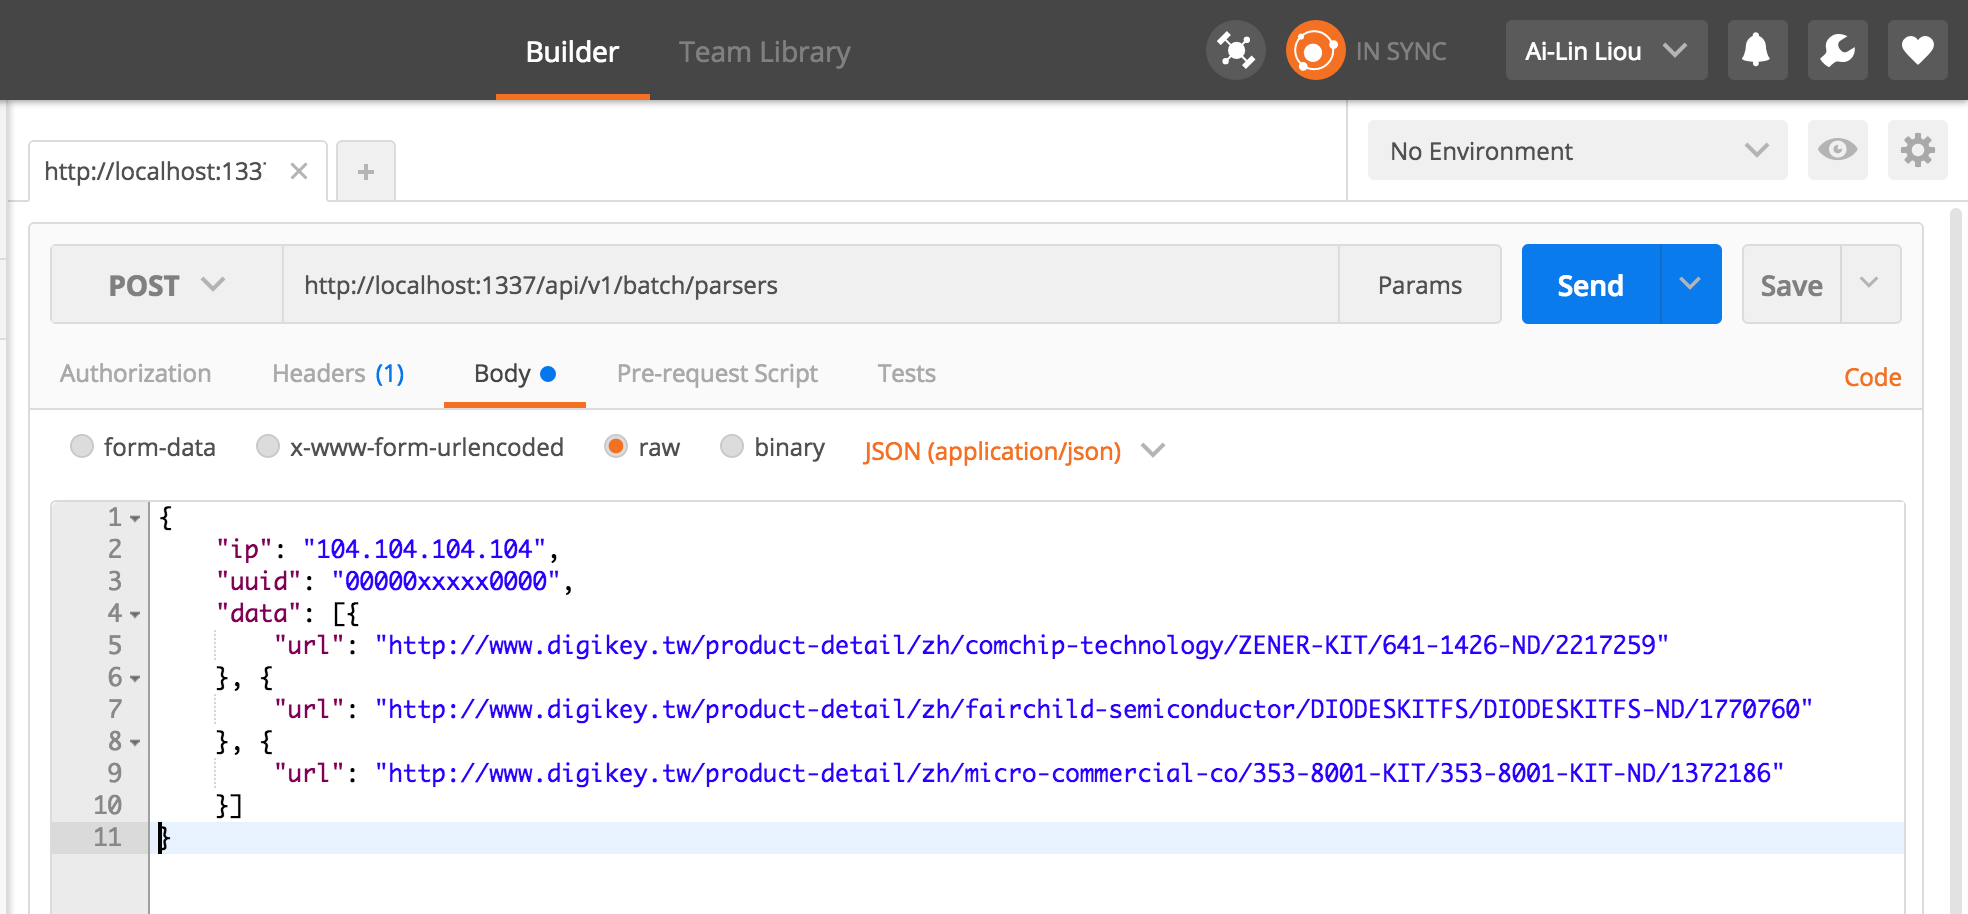 Builder
Team Library
IN SYNC
Ai-Lin Liou
http://localhost:133
No Environment
POST
http://localhost:1337/api/v1/batch/parsers
Params
Send
Save
Authorization
Headers (1)
Body
Pre-request Script
Tests
Code
form-data
x-www-form-urlencoded
raw
binary
JSON (application/json)
1 {
2 "ip": "104.104.104.104",
3 "uuid": "00000xxxxx0000",
4 "data": [{
5 "url": "http://www.digikey.tw/product-detail/zh/comchip-technology/ZENER-KIT/641-1426-ND/2217259"
6 }, {
7 "url": "http://www.digikey.tw/product-detail/zh/fairchild-semiconductor/DIODESKITFS/DIODESKITFS-ND/1770760"
8 }, {
9 "url": "http://www.digikey.tw/product-detail/zh/micro-commercial-co/353-8001-KIT/353-8001-KIT-ND/1372186"
10 }]
11 }